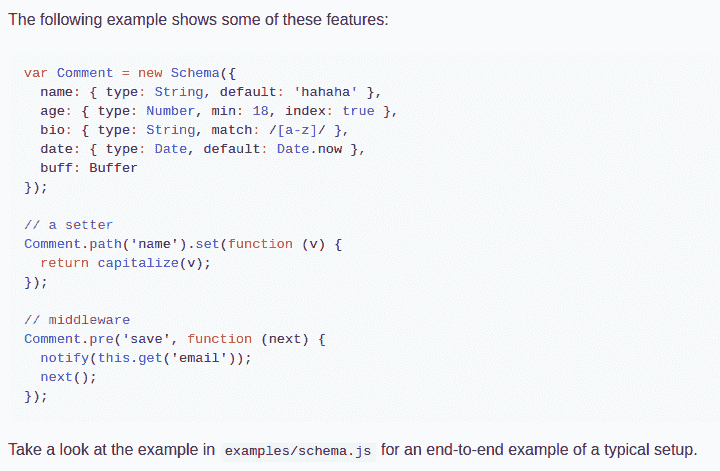 The following example shows some of these features:
var Comment = new Schema({
  name: { type: String, default: 'hahaha' },
  age: { type: Number, min: 18, index: true },
  bio: { type: String, match: /[a-z]/ },
  date: { type: Date, default: Date.now },
  buff: Buffer
});

// a setter
Comment.path('name').set(function (v) {
  return capitalize(v);
});

// middleware
Comment.pre('save', function (next) {
  notify(this.get('email'));
  next();
});
Take a look at the example in examples/schema.js for an end-to-end example of a typical setup.